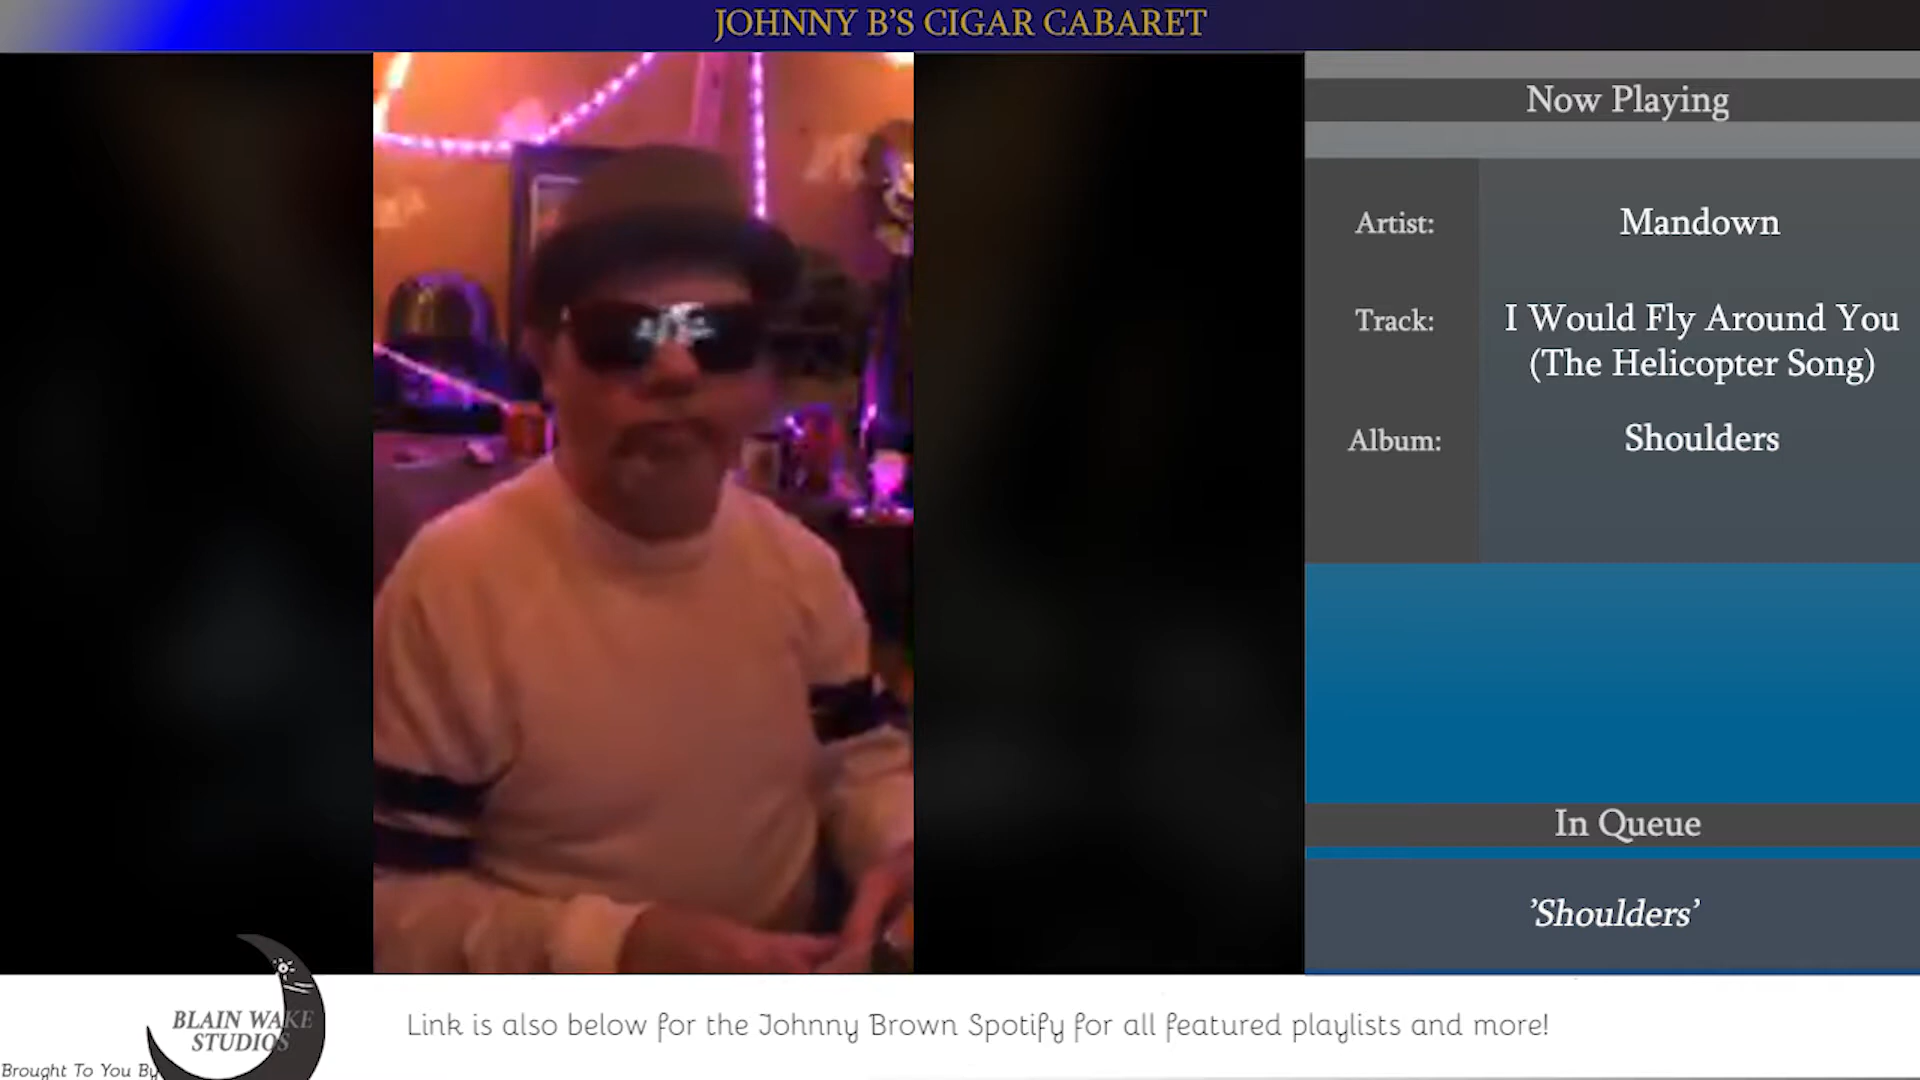 JOHNNY B'S CIGAR CABARET
Now Playing
Artist: Mandown
Track: I Would Fly Around You
(The Helicopter Song)
Album: Shoulders
In Queue
'Shoulders'
BLAIN WAKE
STUDIOS
Link is also below for the Johnny Brown Spotify for all featured playlists and more!
Brought To You By